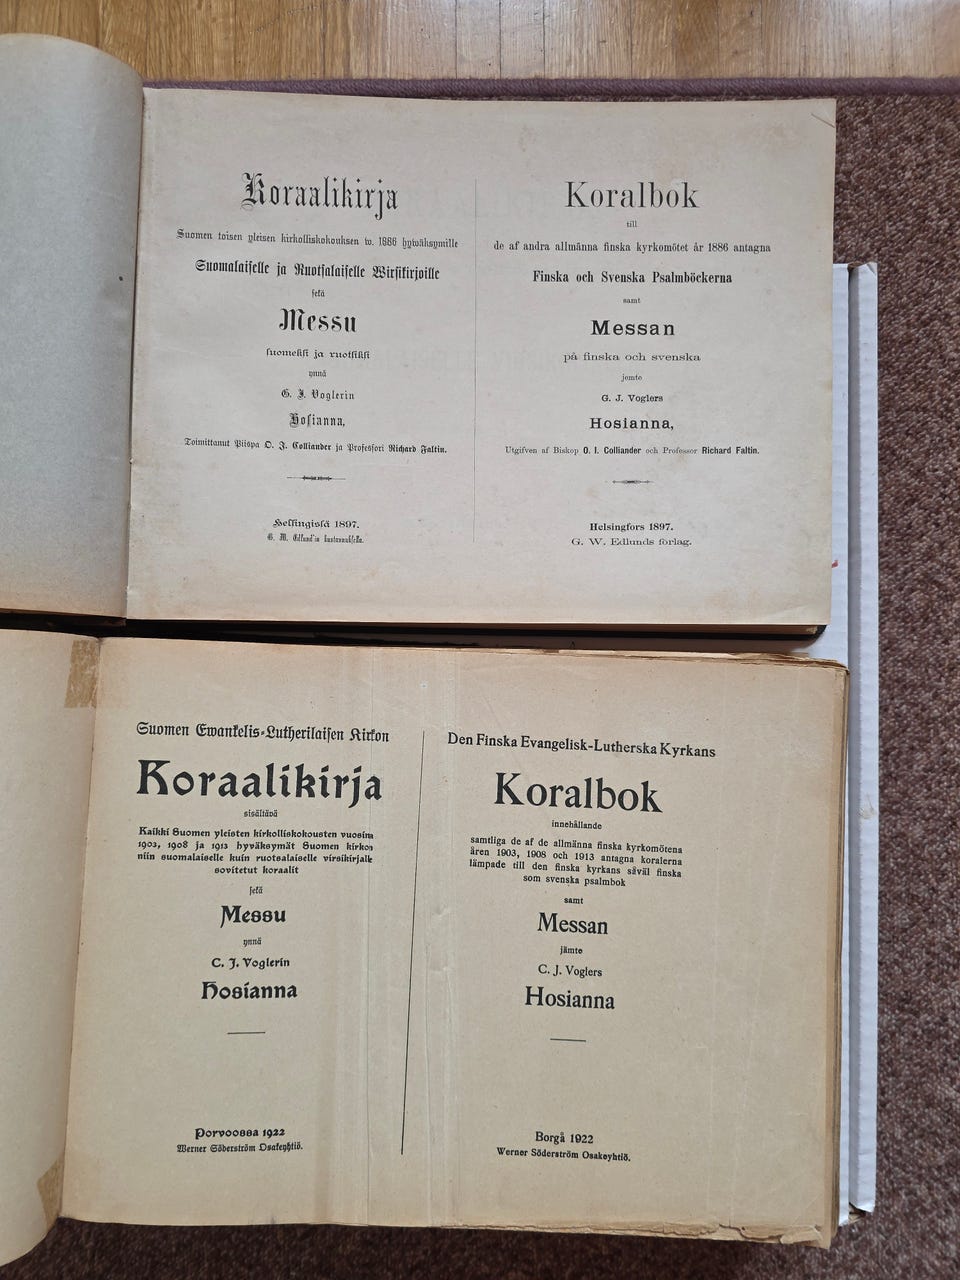 Koraalikirja
Suomen toisen yleisen kirkolliskokouksen w. 1886 hywäksymille
Suomalaiselle ja Ruotsalaiselle Wirsikirjoille
sekä
Messu
suomeksi ja ruotsiksi
ynnä
G. J. Voglerin
Hosianna,
Toimittanut Piispa O. J. Colliander ja Professori Richard Faltin.
Helsingissä 1897.
G. W. Edlund'in kustannuksella.
Koralbok
till
de af andra allmänna finska kyrkomötet år 1886 antagna
Finska och Svenska Psalmböckerna
samt
Messan
på finska och svenska
jemte
G. J. Voglers
Hosianna,
Utgifven af Biskop O. I. Colliander och Professor Richard Faltin.
Helsingfors 1897.
G. W. Edlunds förlag.
Suomen Ewankelis-Lutherilaisen Kirkon
Koraalikirja
sisältävä
Kaikki Suomen yleisten kirkolliskokousten vuosina
1903, 1908 ja 1913 hyväksymät Suomen kirkon
niin suomalaiselle kuin ruotsalaiselle virsikirjalle
sovitetut koraalit
sekä
Messu
ynnä
C. J. Voglerin
Hosianna
Porvoossa 1922
Werner Söderström Osakeyhtiö.
Den Finska Evangelisk-Lutherska Kyrkans
Koralbok
innehållande
samtliga de af de allmänna finska kyrkomötena
åren 1903, 1908 och 1913 antagna koralerna
lämpade till den finska kyrkans såväl finska
som svenska psalmbok
samt
Messan
jämte
C. J. Voglers
Hosianna
Borgå 1922
Werner Söderström Osakeyhtiö.